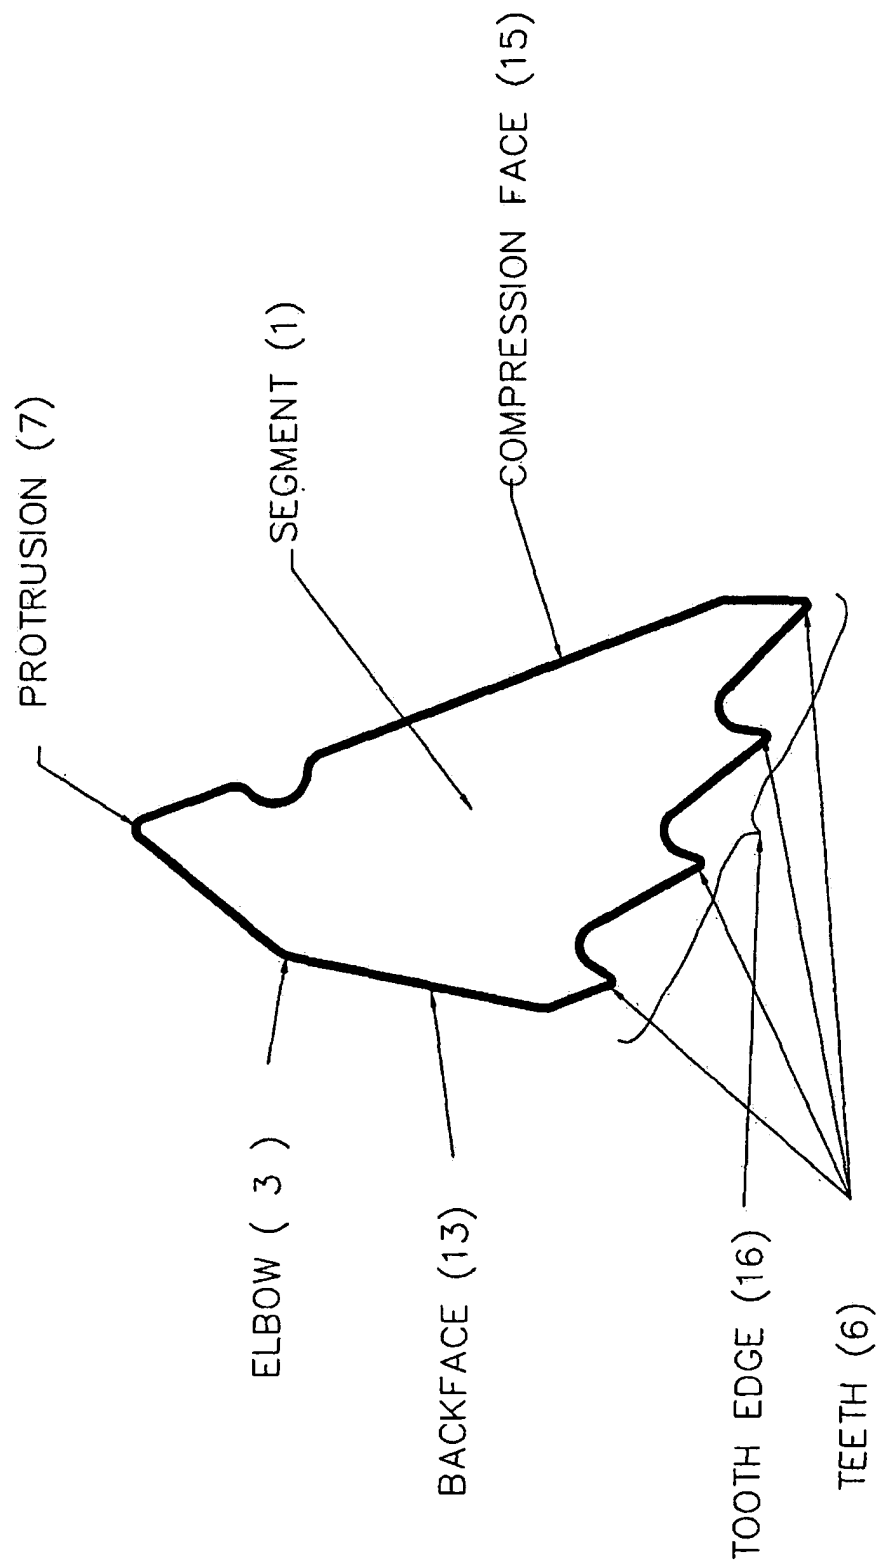 PROTRUSION (7)
SEGMENT (1)
COMPRESSION FACE (15)
ELBOW ( 3 )
BACKFACE (13)
TOOTH EDGE (16)
TEETH (6)